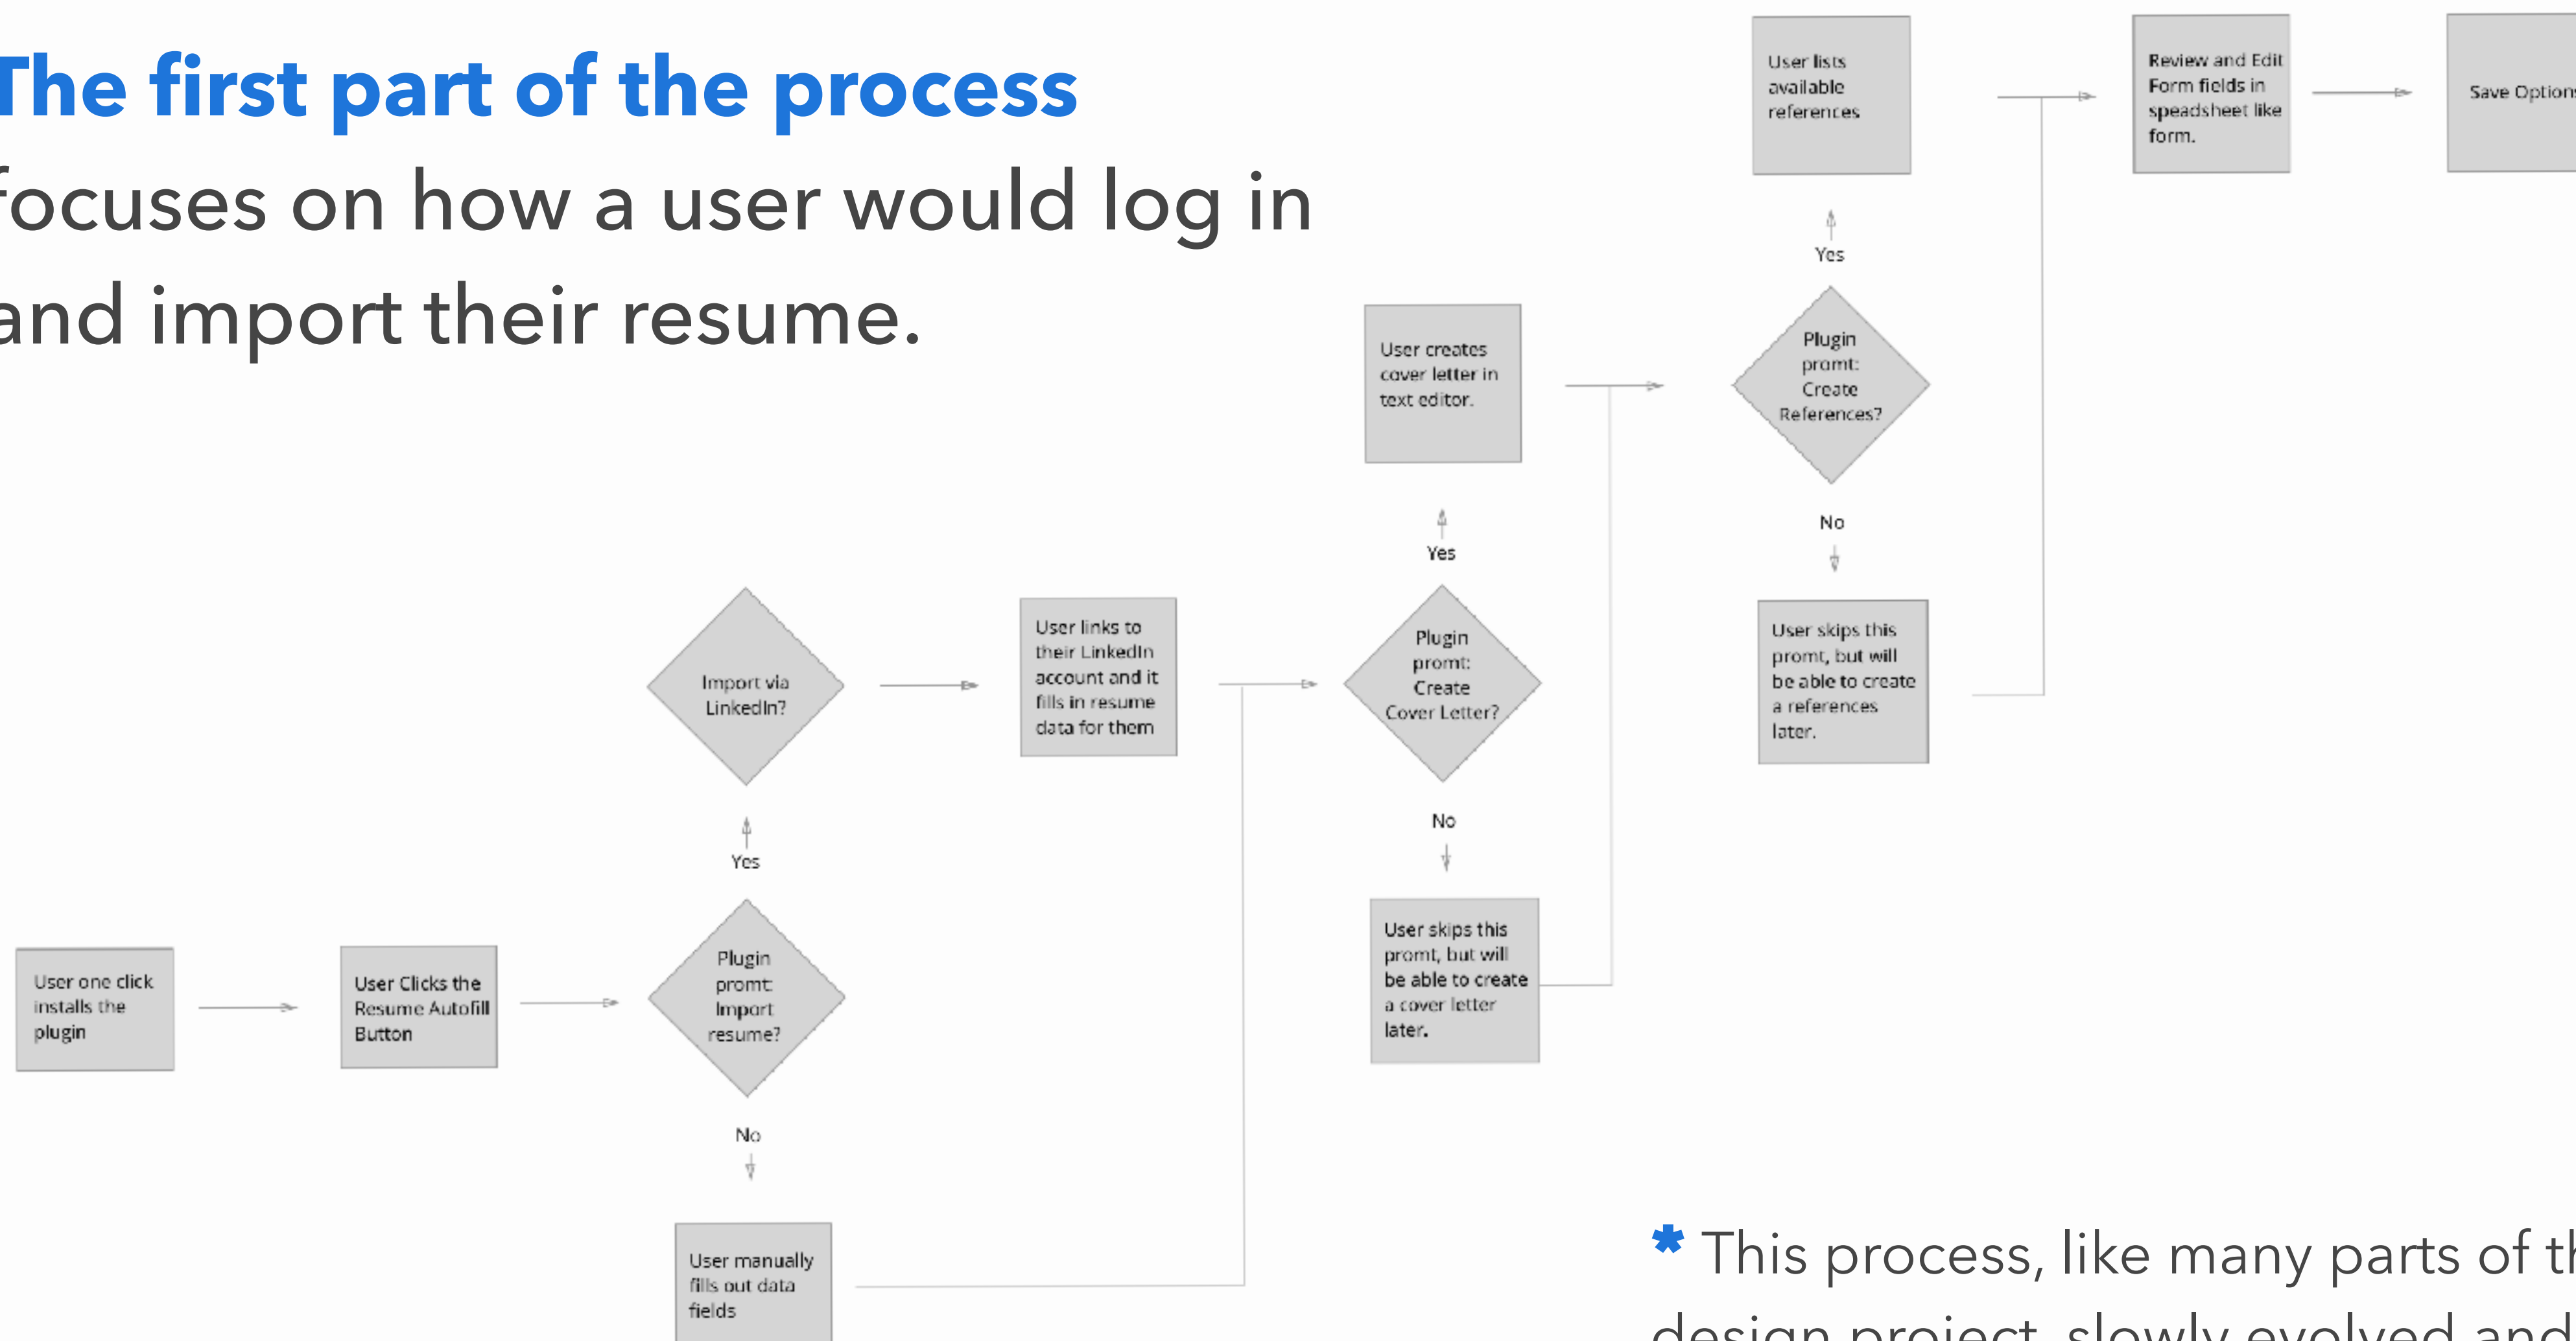 The first part of the process
focuses on how a user would log in
and import their resume.
User lists
available
references
Review and Edit
Form fields in
speadsheet like
form.
Save Options
Yes
Plugin
promt:
Create
References?
No
User skips this
promt, but will
be able to create
a references
later.
User creates
cover letter in
text editor.
Yes
Plugin
promt:
Create
Cover Letter?
No
User skips this
promt, but will
be able to create
a cover letter
later.
Import via
LinkedIn?
User links to
their LinkedIn
account and it
fills in resume
data for them
Yes
User one click
installs the
plugin
User Clicks the
Resume Autofill
Button
Plugin
promt:
Import
resume?
No
User manually
fills out data
fields
* This process, like many parts of
design project, slowly evolved and